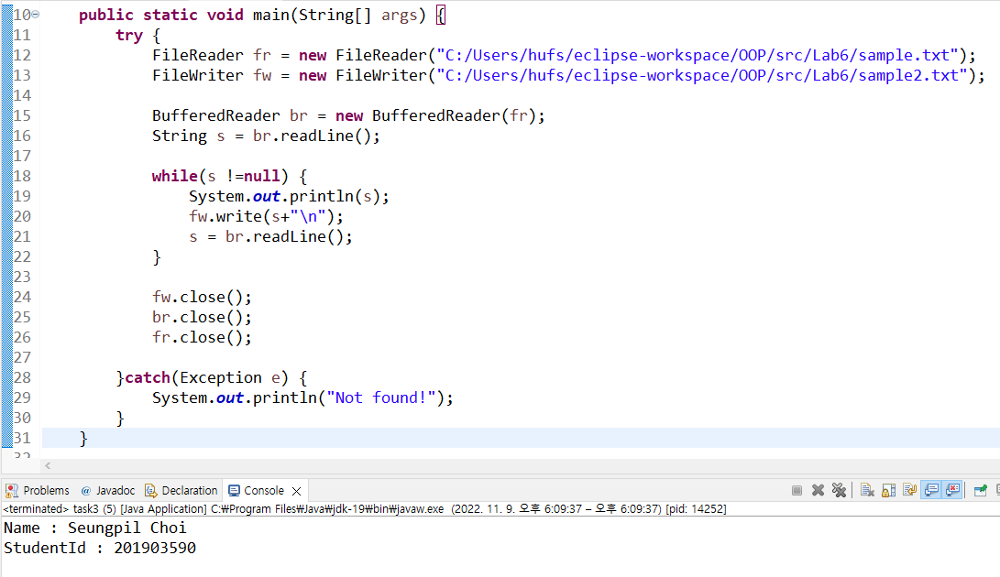 10 public static void main(String[] args) {
11 try {
12 FileReader fr = new FileReader("C:/Users/hufs/eclipse-workspace/OOP/src/Lab6/sample.txt");
13 FileWriter fw = new FileWriter("C:/Users/hufs/eclipse-workspace/OOP/src/Lab6/sample2.txt");
14
15 BufferedReader br = new BufferedReader(fr);
16 String s = br.readLine();
17
18 while(s !=null) {
19 System.out.println(s);
20 fw.write(s+"\n");
21 s = br.readLine();
22 }
23
24 fw.close();
25 br.close();
26 fr.close();
27
28 }catch(Exception e) {
29 System.out.println("Not found!");
30 }
31 }
32
Problems @ Javadoc Declaration Console
<terminated> task3 (5) [Java Application] C:₩Program Files₩Java₩jdk-19₩bin₩javaw.exe (2022. 11. 9. 오후 6:09:37 – 오후 6:09:37) [pid: 14252]
Name : Seungpil Choi
StudentId : 201903590